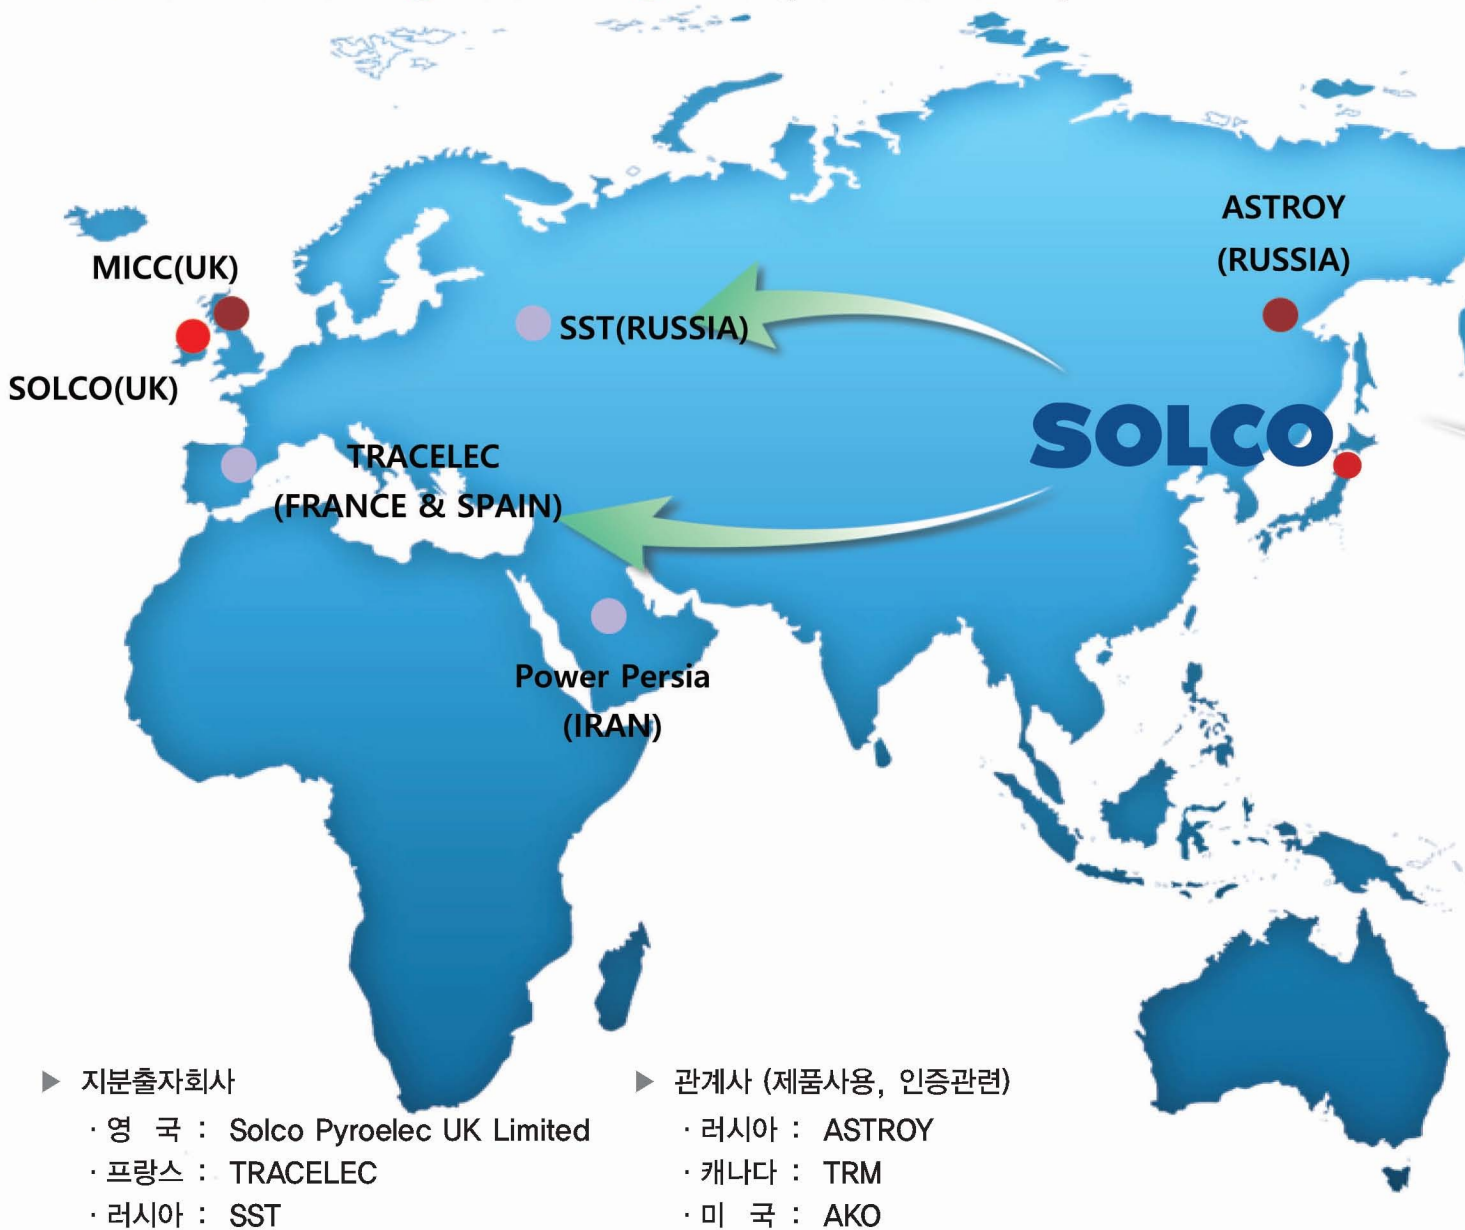 ASTROY
(RUSSIA)
MICC(UK)
SST(RUSSIA)
SOLCO(UK)
SOLCO
TRACELEC
(FRANCE & SPAIN)
Power Persia
(IRAN)
▶ 지분출자회사
· 영 국 : Solco Pyroelec UK Limited
· 프랑스 : TRACELEC
· 러시아 : SST
▶ 관계사 (제품사용, 인증관련)
· 러시아 : ASTROY
· 캐나다 : TRM
· 미 국 : AKO